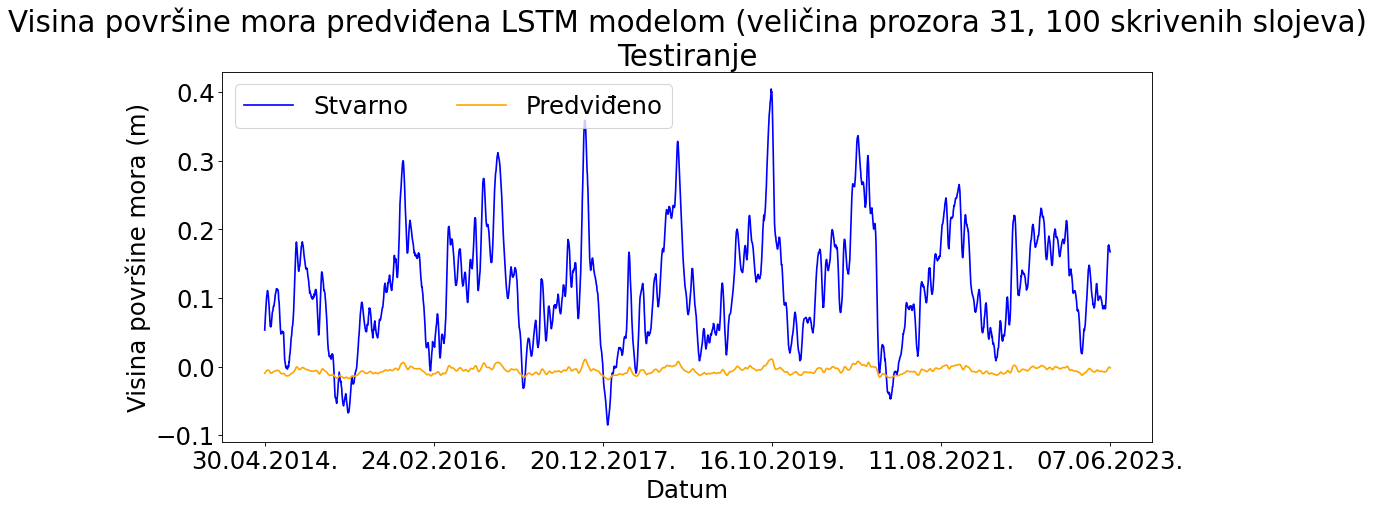 Visina površine mora predviđena LSTM modelom (veličina prozora 31, 100 skrivenih slojeva)
Testiranje
Stvarno Predviđeno
Visina površine mora (m)
0.4
0.3
0.2
0.1
0.0
−0.1
30.04.2014. 24.02.2016. 20.12.2017. 16.10.2019. 11.08.2021. 07.06.2023.
Datum